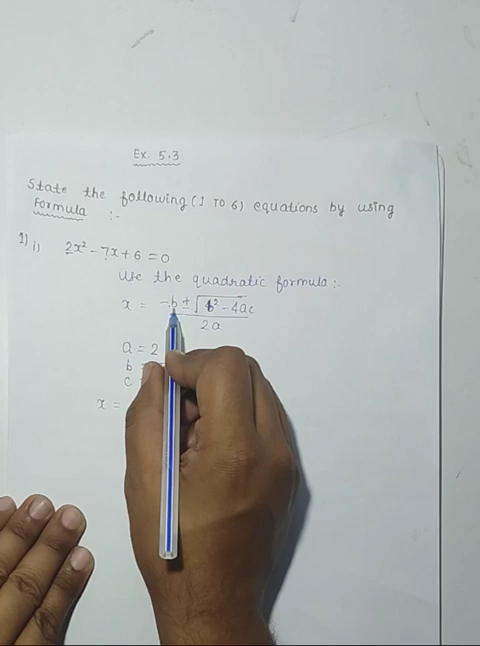 Ex. 5.3
State the following (1 TO 6) equations by using
Formula :-
1) i) 2x² - 7x + 6 = 0
Use the quadratic formula :-
x = -b ± √b² - 4ac
2a
a = 2
b =
c
x =